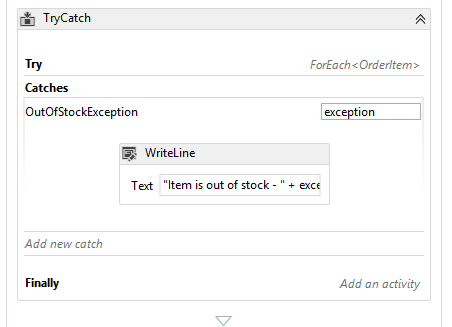 TryCatch
Try ForEach<OrderItem>
Catches
OutOfStockException exception
WriteLine
Text "Item is out of stock - " + exce
Add new catch
Finally Add an activity